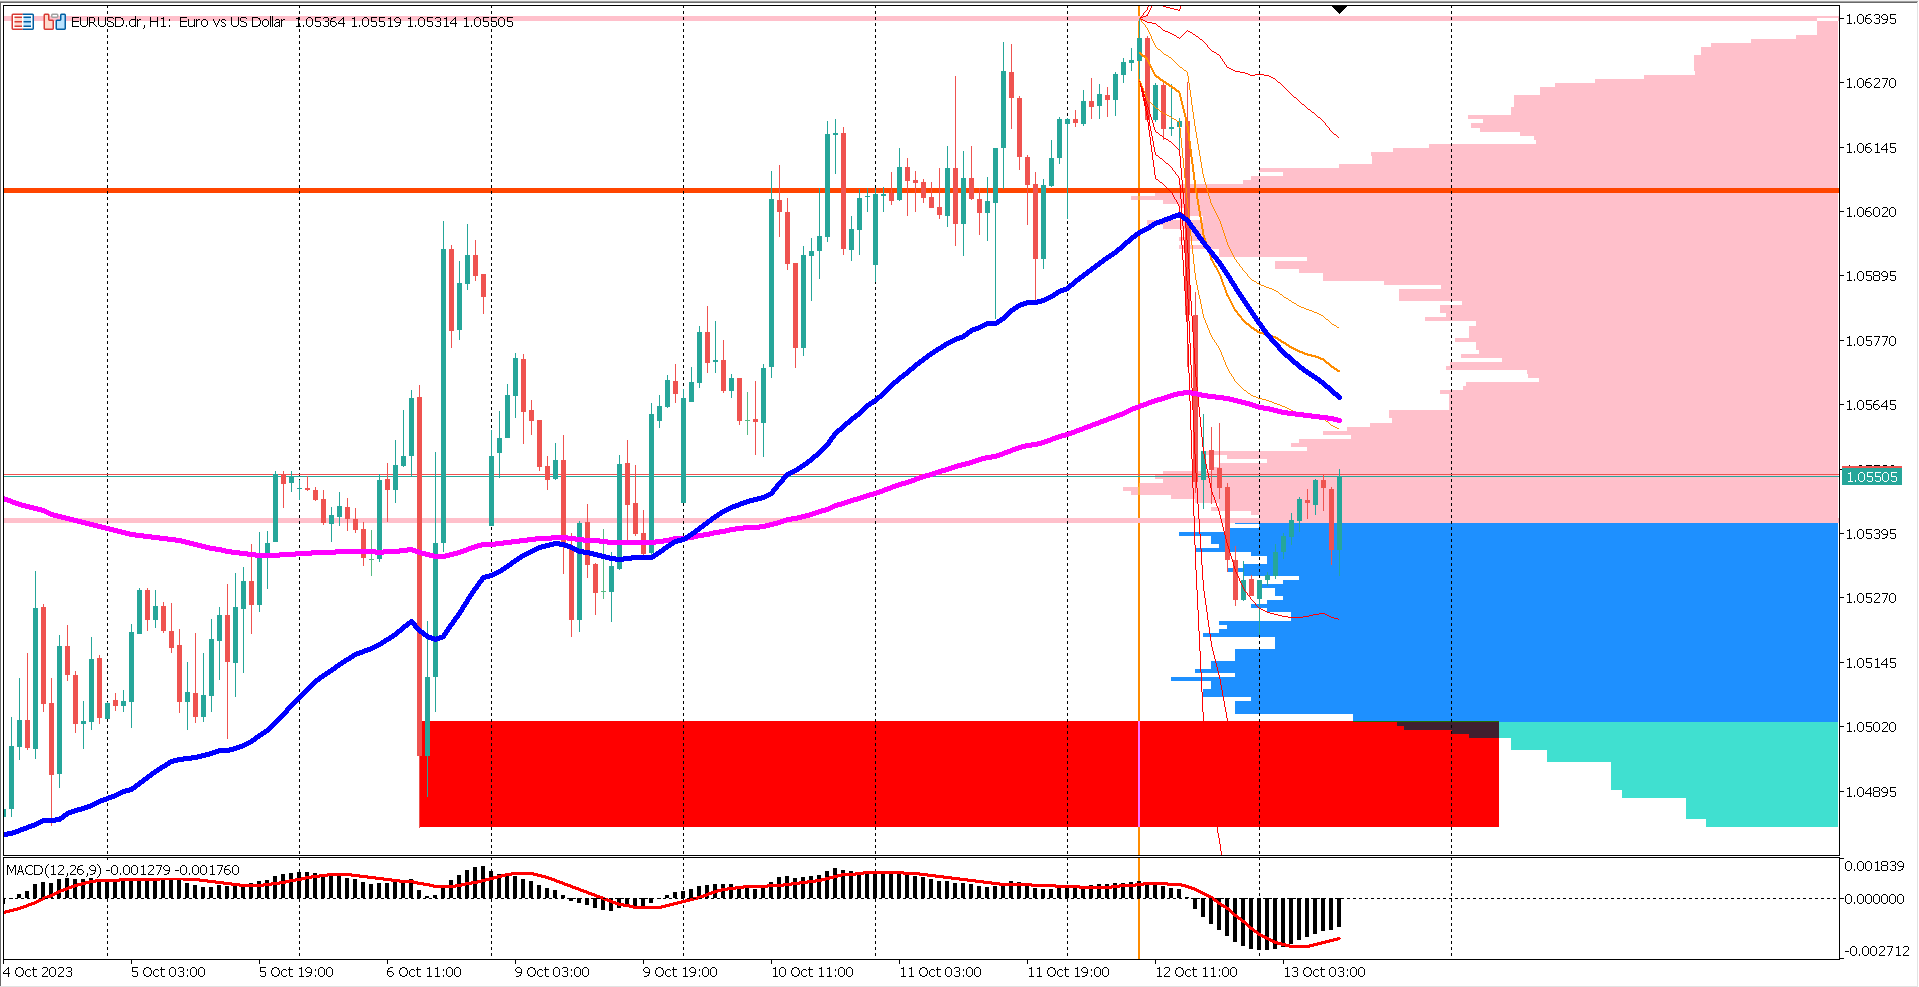 EURUSD.dr, H1: Euro vs US Dollar 1.05364 1.05519 1.05314 1.05505
1.06395
1.06270
1.06145
1.06020
1.05895
1.05770
1.05645
1.05505
1.05395
1.05270
1.05145
1.05020
1.04895
MACD(12,26,9) -0.001279 -0.001760
0.001839
0.000000
-0.002712
4 Oct 2023
5 Oct 03:00
5 Oct 19:00
6 Oct 11:00
9 Oct 03:00
9 Oct 19:00
10 Oct 11:00
11 Oct 03:00
11 Oct 19:00
12 Oct 11:00
13 Oct 03:00